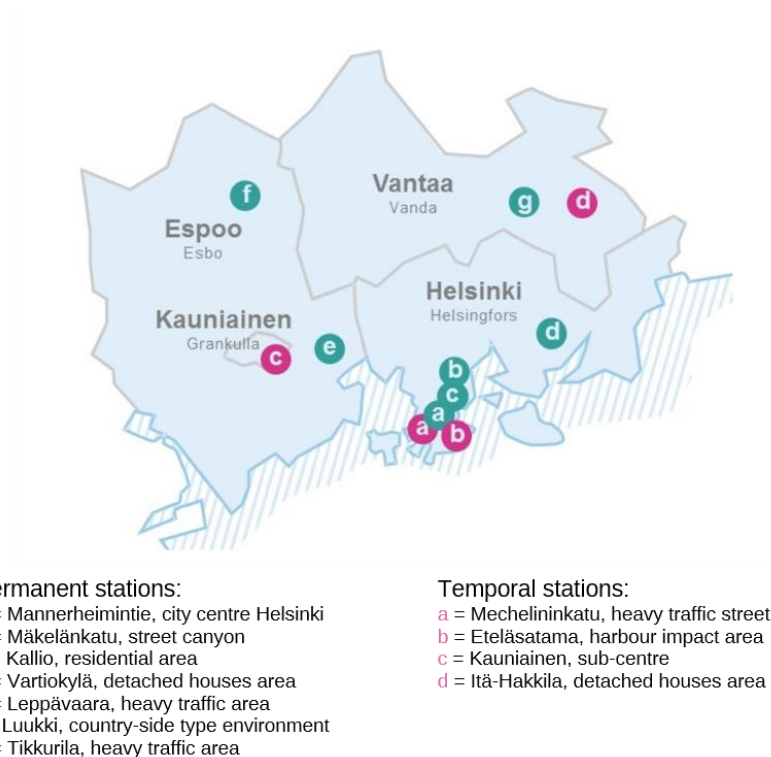 f
Vantaa
Vanda
g
d
Espoo
Esbo
Helsinki
Helsingfors
Kauniainen
Grankulla
c
e
d
b
c
a
a
b
ermanent stations:
= Mannerheimintie, city centre Helsinki
= Mäkelänkatu, street canyon
Kallio, residential area
= Vartiokylä, detached houses area
= Leppävaara, heavy traffic area
Luukki, country-side type environment
= Tikkurila, heavy traffic area
Temporal stations:
a = Mechelininkatu, heavy traffic street
b = Eteläsatama, harbour impact area
c = Kauniainen, sub-centre
d = Itä-Hakkila, detached houses area